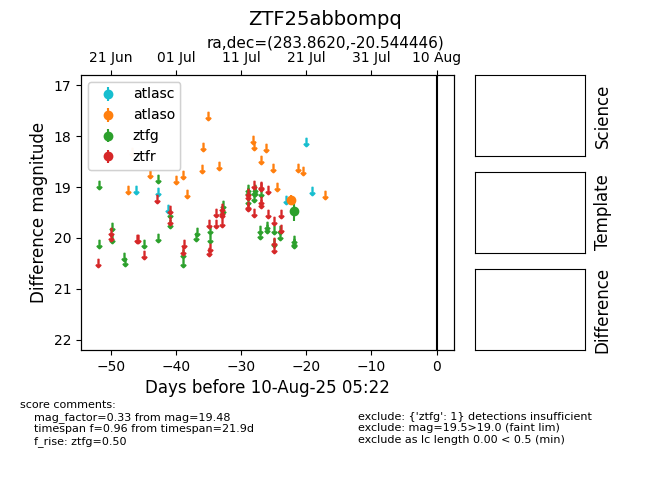 ZTF25abbompq
ra,dec=(283.8620,-20.544446)
21 Jun 01 Jul 11 Jul 21 Jul 31 Jul 10 Aug
atlasc
atlaso
ztfg
ztfr
17
18
19
20
21
22
Difference magnitude
−50 −40 −30 −20 −10 0
Days before 10-Aug-25 05:22
Science
Template
Difference
score comments:
mag_factor=0.33 from mag=19.48
timespan f=0.96 from timespan=21.9d
f_rise: ztfg=0.50
exclude: {'ztfg': 1} detections insufficient
exclude: mag=19.5>19.0 (faint lim)
exclude as lc length 0.00 < 0.5 (min)